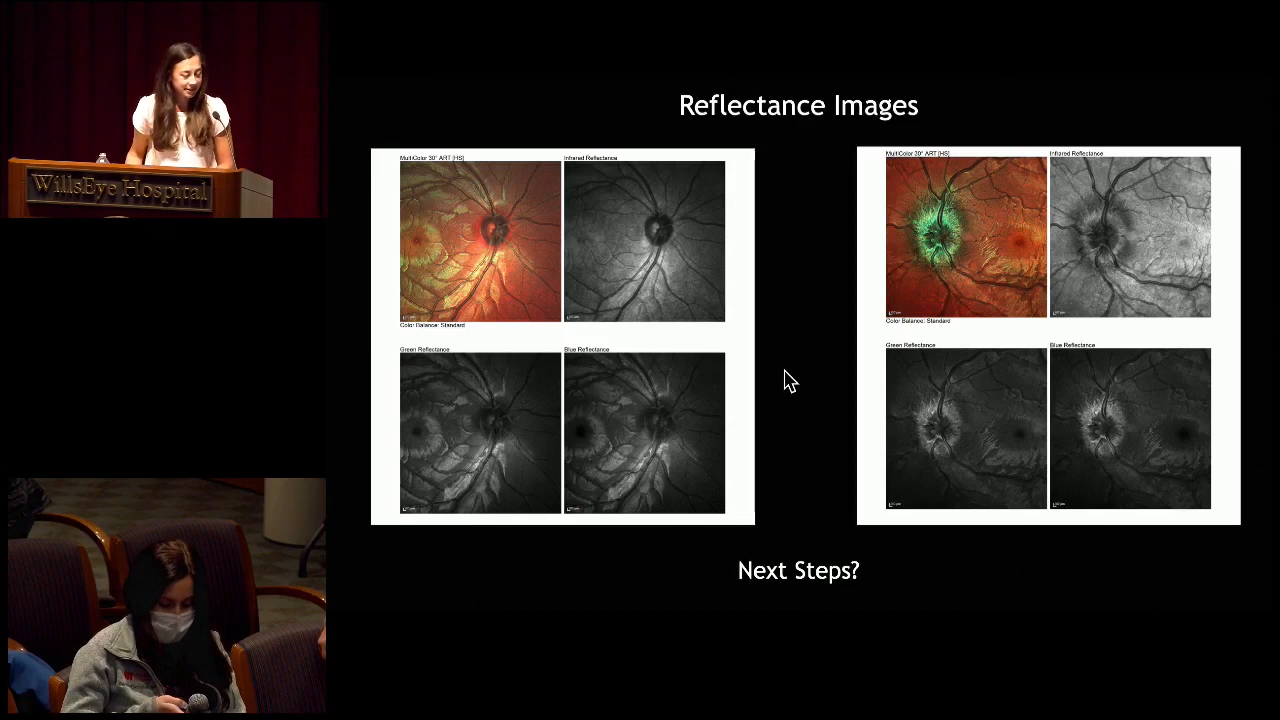 WillsEye Hospital
Reflectance Images
MultiColor 30° ART [HS]
Infrared Reflectance
Color Balance: Standard
Green Reflectance
Blue Reflectance
MultiColor 30° ART [HS]
Infrared Reflectance
Color Balance: Standard
Green Reflectance
Blue Reflectance
Next Steps?